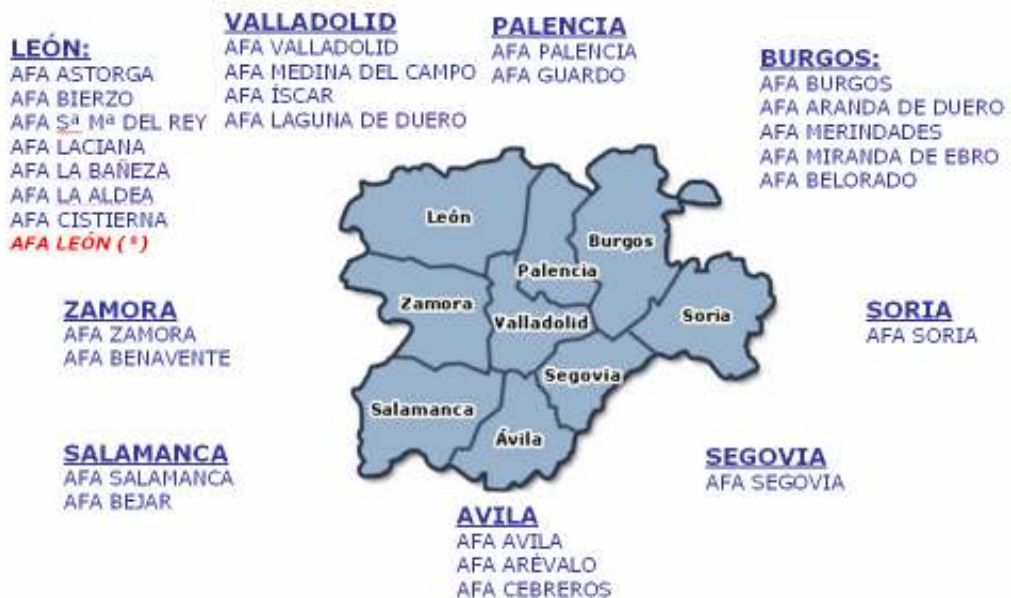 LEÓN:
AFA ASTORGA
AFA BIERZO
AFA Sª Mª DEL REY
AFA LACIANA
AFA LA BAÑEZA
AFA LA ALDEA
AFA CISTIERNA
AFA LEÓN (*)
VALLADOLID
AFA VALLADOLID
AFA MEDINA DEL CAMPO
AFA ÍSCAR
AFA LAGUNA DE DUERO
PALENCIA
AFA PALENCIA
AFA GUARDO
BURGOS:
AFA BURGOS
AFA ARANDA DE DUERO
AFA MERINDADES
AFA MIRANDA DE EBRO
AFA BELORADO
León
Burgos
Palencia
Zamora
Valladolid
Soria
Segovia
Salamanca
Ávila
ZAMORA
AFA ZAMORA
AFA BENAVENTE
SORIA
AFA SORIA
SALAMANCA
AFA SALAMANCA
AFA BEJAR
SEGOVIA
AFA SEGOVIA
AVILA
AFA AVILA
AFA ARÉVALO
AFA CEBREROS